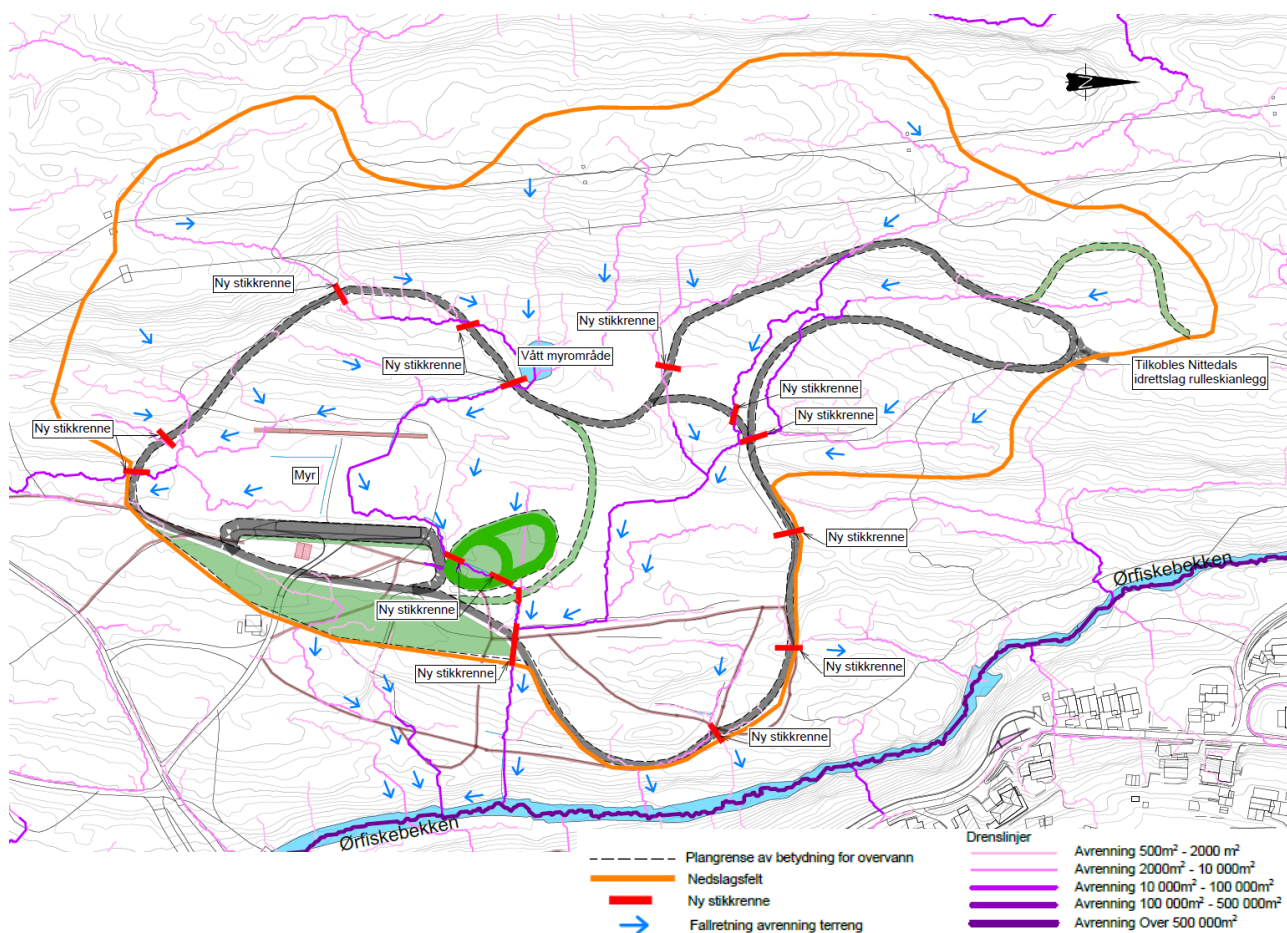 N
Ny stikkrenne
Ny stikkrenne
Vått myrområde
Ny stikkrenne
Tilkobles Nittedals
idrettslag rulleskianlegg
Ny stikkrenne
Ny stikkrenne
Ny stikkrenne
Myr
Ny stikkrenne
Ørfiskebekken
Ny stikkrenne
Ny stikkrenne
Ny stikkrenne
Ny stikkrenne
Ørfiskebekken
Plangrense av betydning for overvann
Nedslagsfelt
Ny stikkrenne
Fallretning avrenning terreng
Drenslinjer
Avrenning 500m² - 2000 m²
Avrenning 2000m² - 10 000m²
Avrenning 10 000m² - 100 000m²
Avrenning 100 000m² - 500 000m²
Avrenning Over 500 000m²